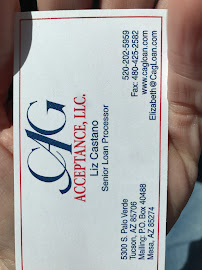 CAG
ACCEPTANCE, LLC.
Liz Castano
Senior Loan Processor
5300 S. Palo Verde
Tucson, AZ 85706
Mailing: P.O. Box 40488
Mesa, AZ 85274
520-202-5959
Fax: 480-425-2582
www.cagloan.com
Elizabeth@CagLoan.com